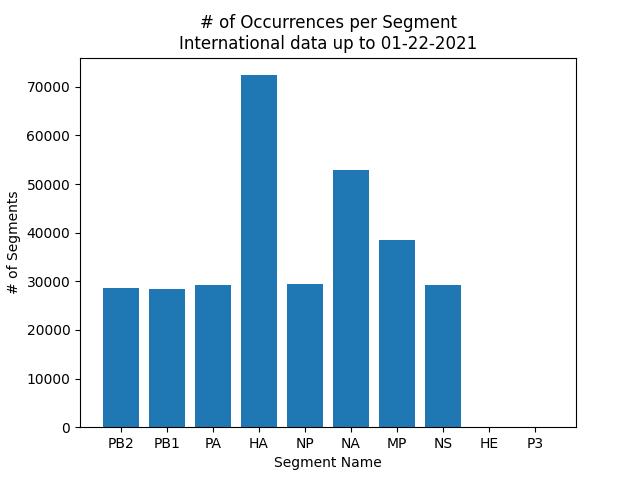 # of Occurrences per Segment
International data up to 01-22-2021
70000
60000
50000
40000
30000
20000
10000
0
# of Segments
PB2 PB1 PA HA NP NA MP NS HE P3
Segment Name